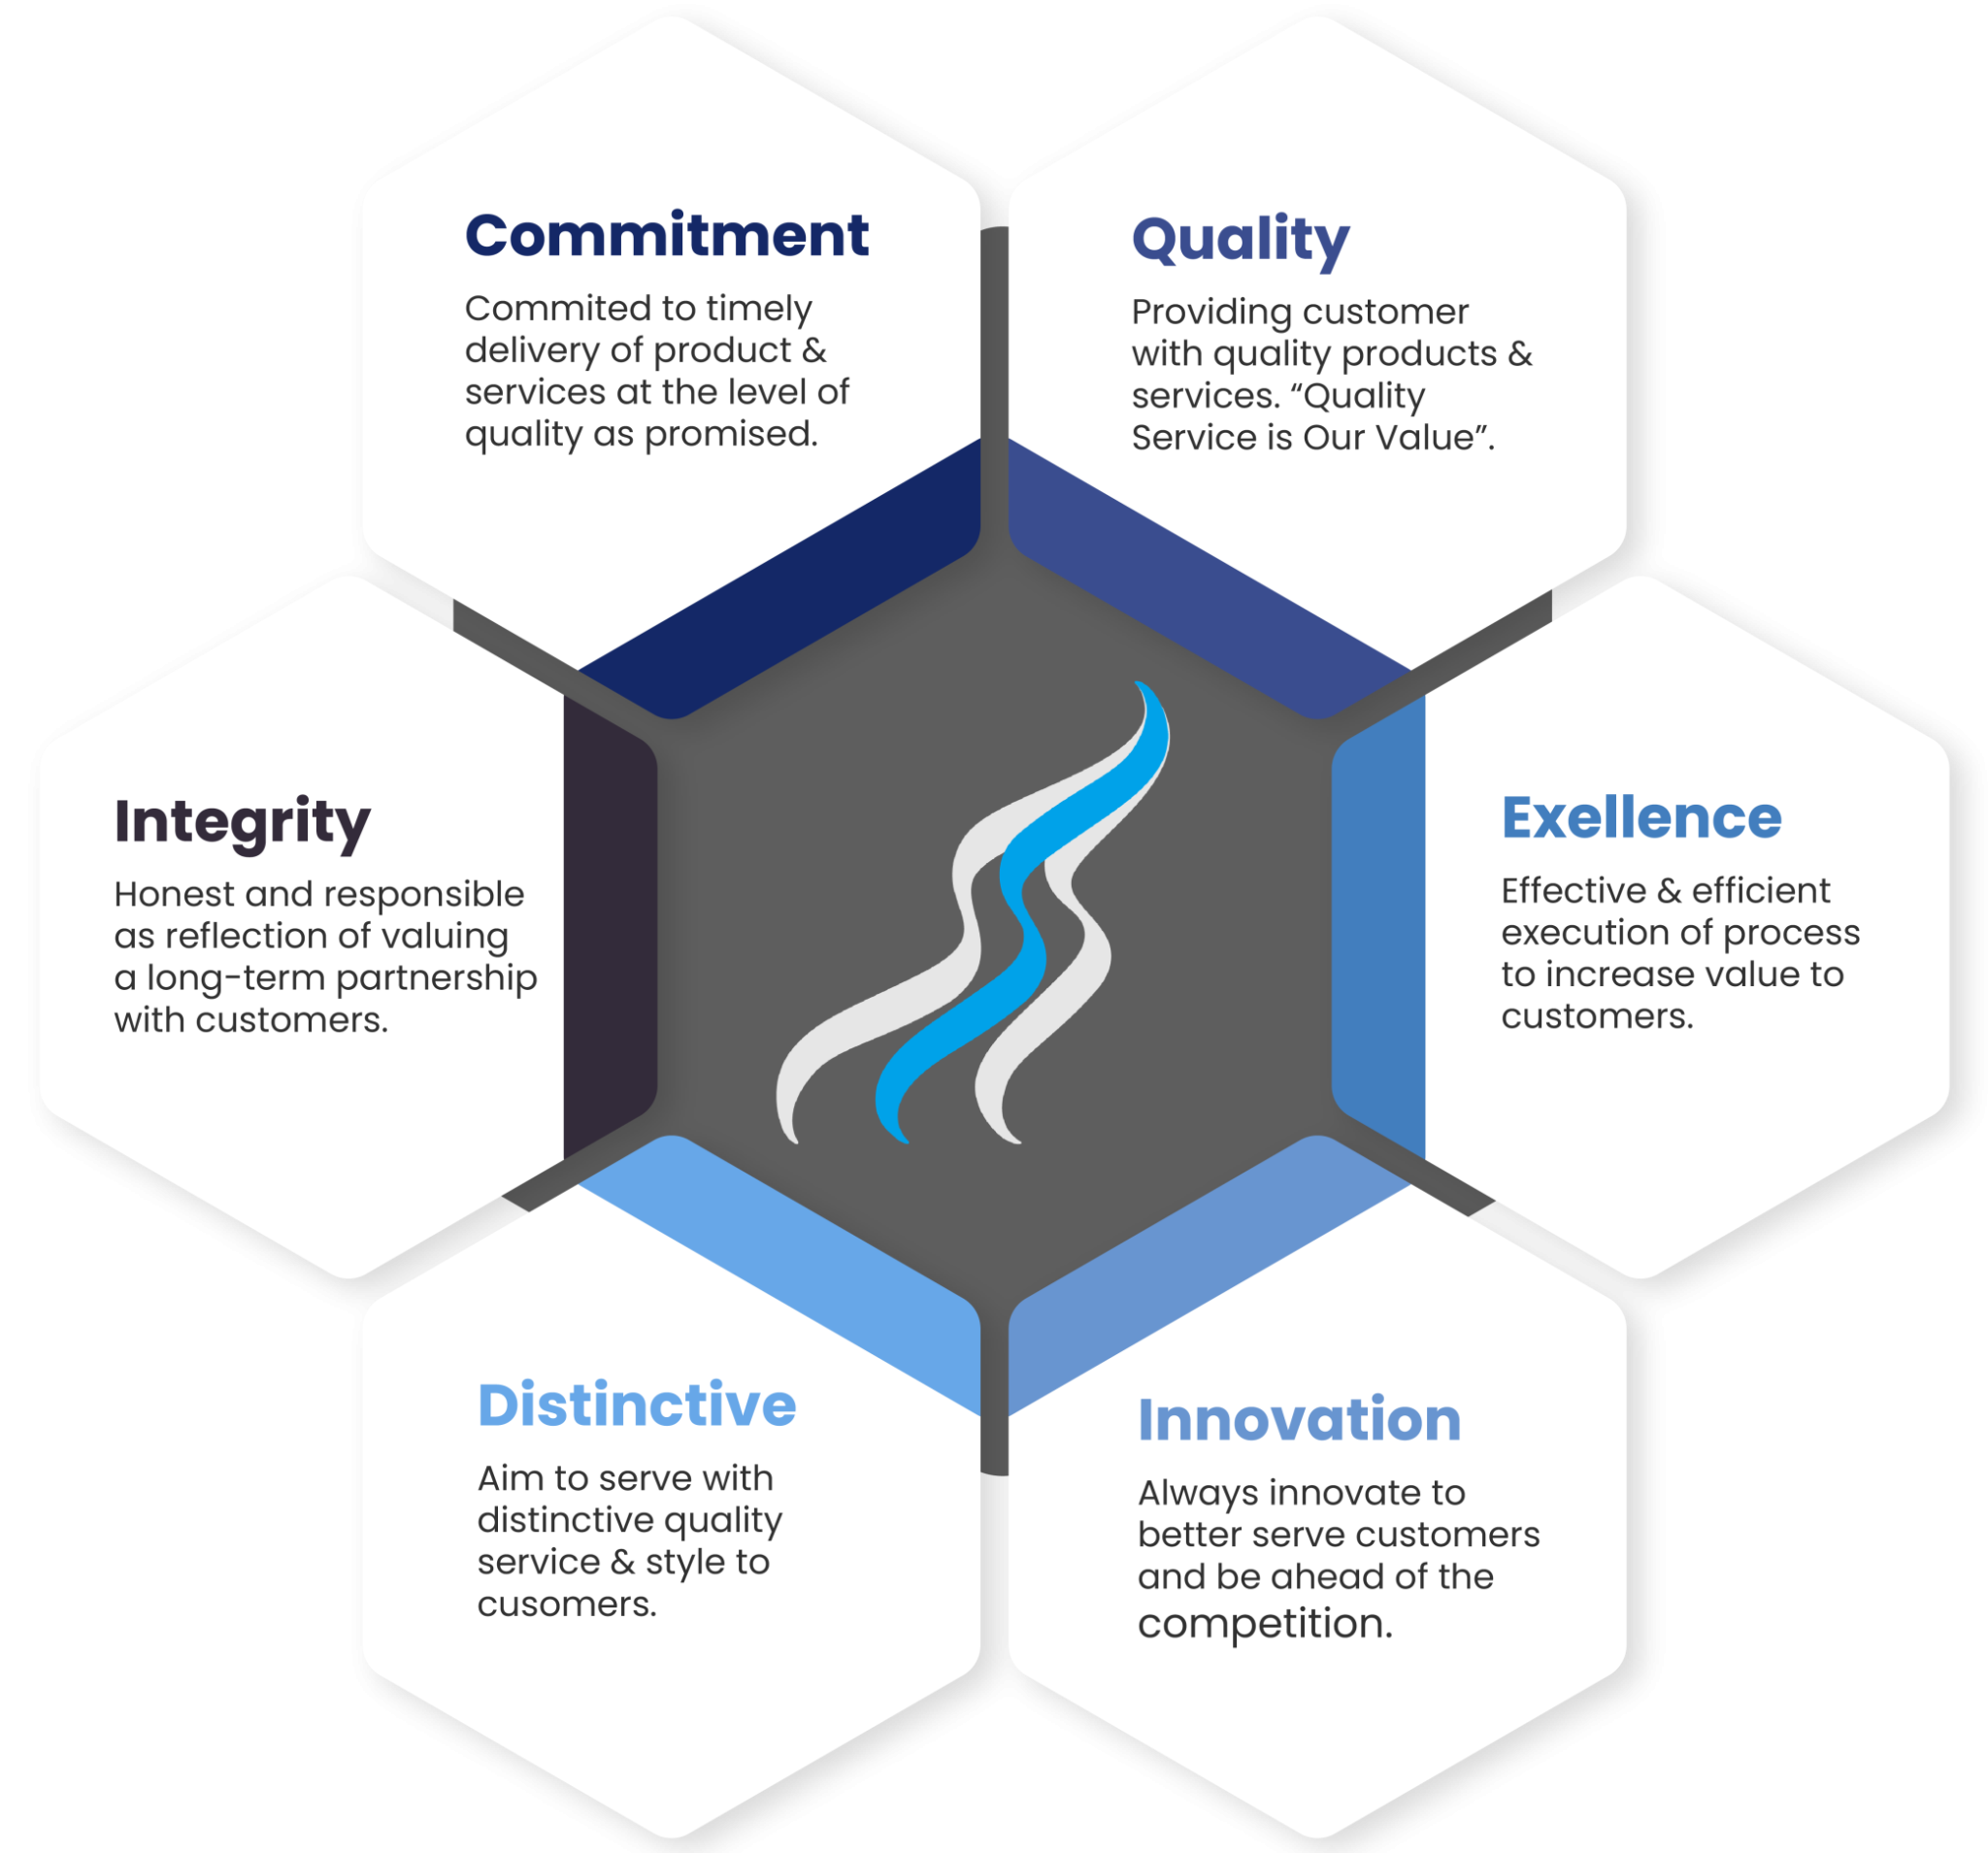 Commitment
Commited to timely
delivery of product &
services at the level of
quality as promised.
Quality
Providing customer
with quality products &
services. “Quality
Service is Our Value”.
Integrity
Honest and responsible
as reflection of valuing
a long-term partnership
with customers.
Exellence
Effective & efficient
execution of process
to increase value to
customers.
Distinctive
Aim to serve with
distinctive quality
service & style to
cusomers.
Innovation
Always innovate to
better serve customers
and be ahead of the
competition.